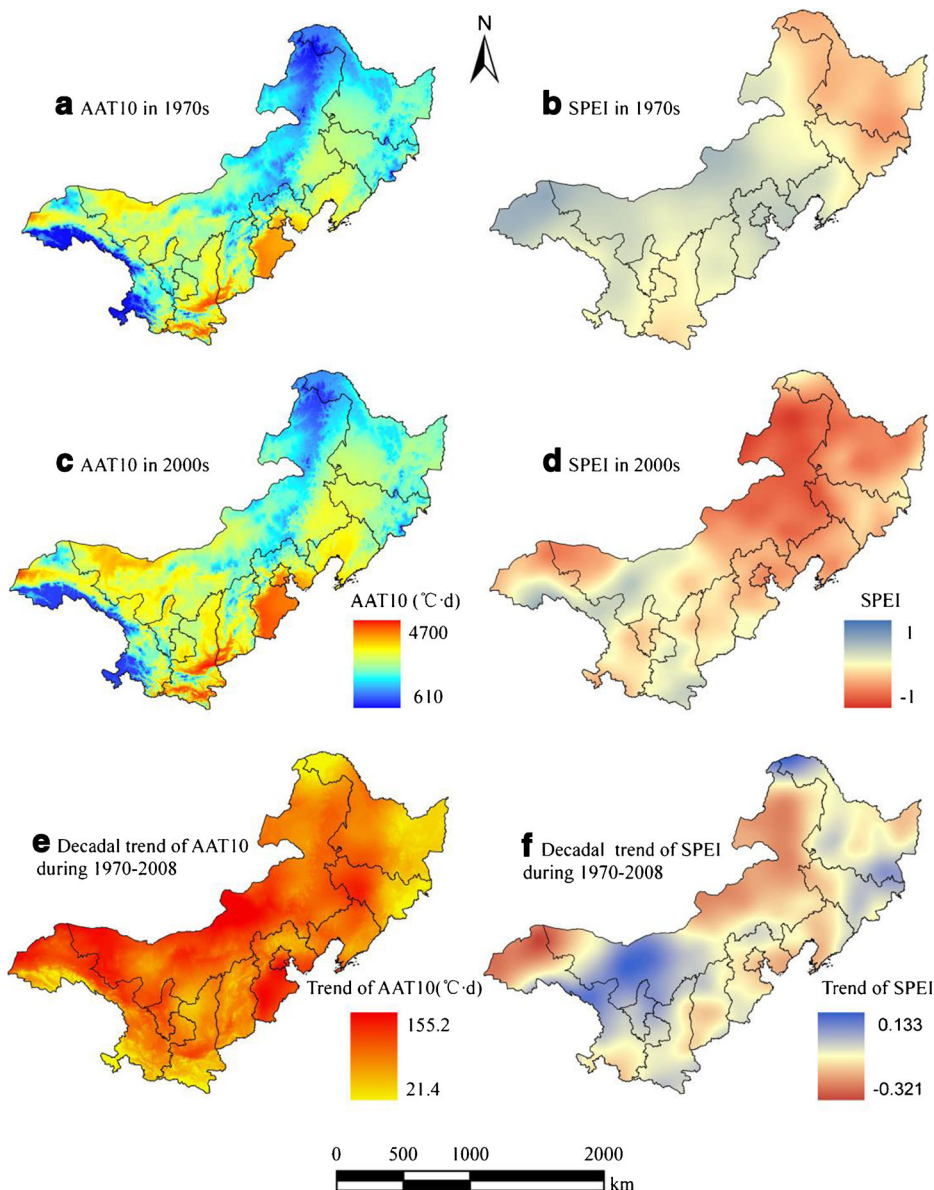 N
a AAT10 in 1970s
b SPEI in 1970s
c AAT10 in 2000s
d SPEI in 2000s
AAT10 (℃·d)
4700
610
SPEI
1
-1
e Decadal trend of AAT10
during 1970-2008
f Decadal trend of SPEI
during 1970-2008
Trend of AAT10(℃·d)
155.2
21.4
Trend of SPEI
0.133
-0.321
0 500 1000 2000
km